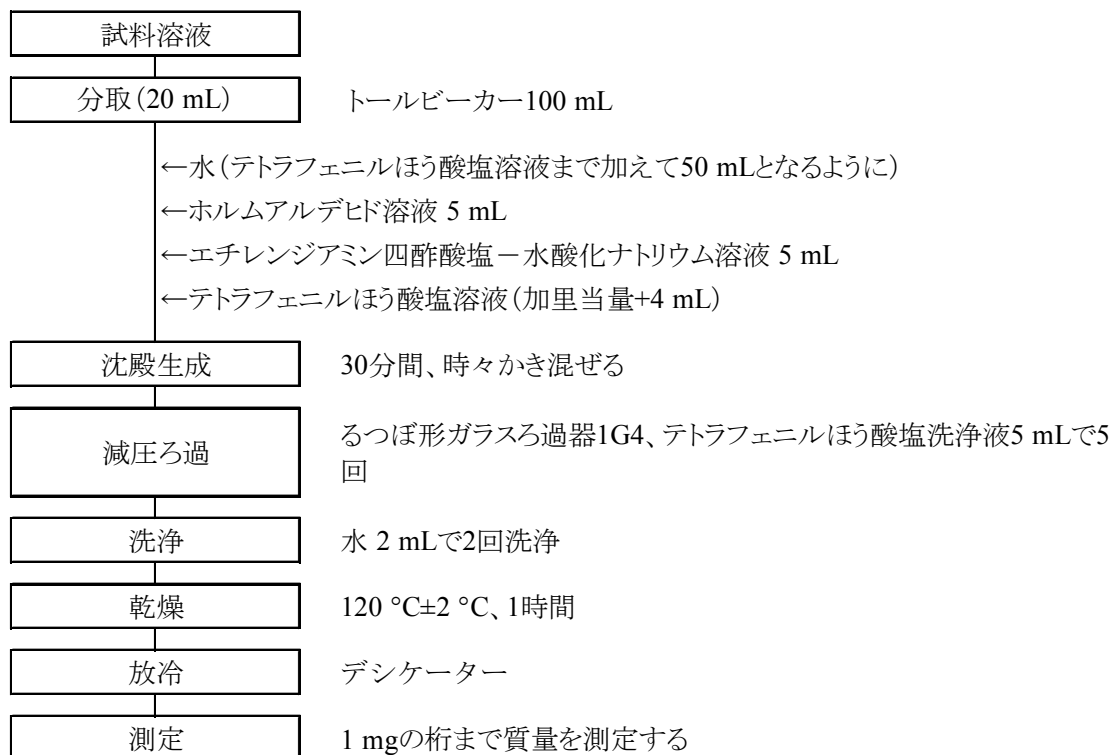 試料溶液
分取(20 mL) トールビーカー100 mL
←水(テトラフェニルほう酸塩溶液まで加えて50 mLとなるように)
←ホルムアルデヒド溶液 5 mL
←エチレンジアミン四酢酸塩－水酸化ナトリウム溶液 5 mL
←テトラフェニルほう酸塩溶液(加里当量+4 mL)
沈殿生成 30分間、時々かき混ぜる
減圧ろ過 るつぼ形ガラスろ過器1G4、テトラフェニルほう酸塩洗浄液5 mLで5
回
洗浄 水 2 mLで2回洗浄
乾燥 120 °C±2 °C、1時間
放冷 デシケーター
測定 1 mgの桁まで質量を測定する